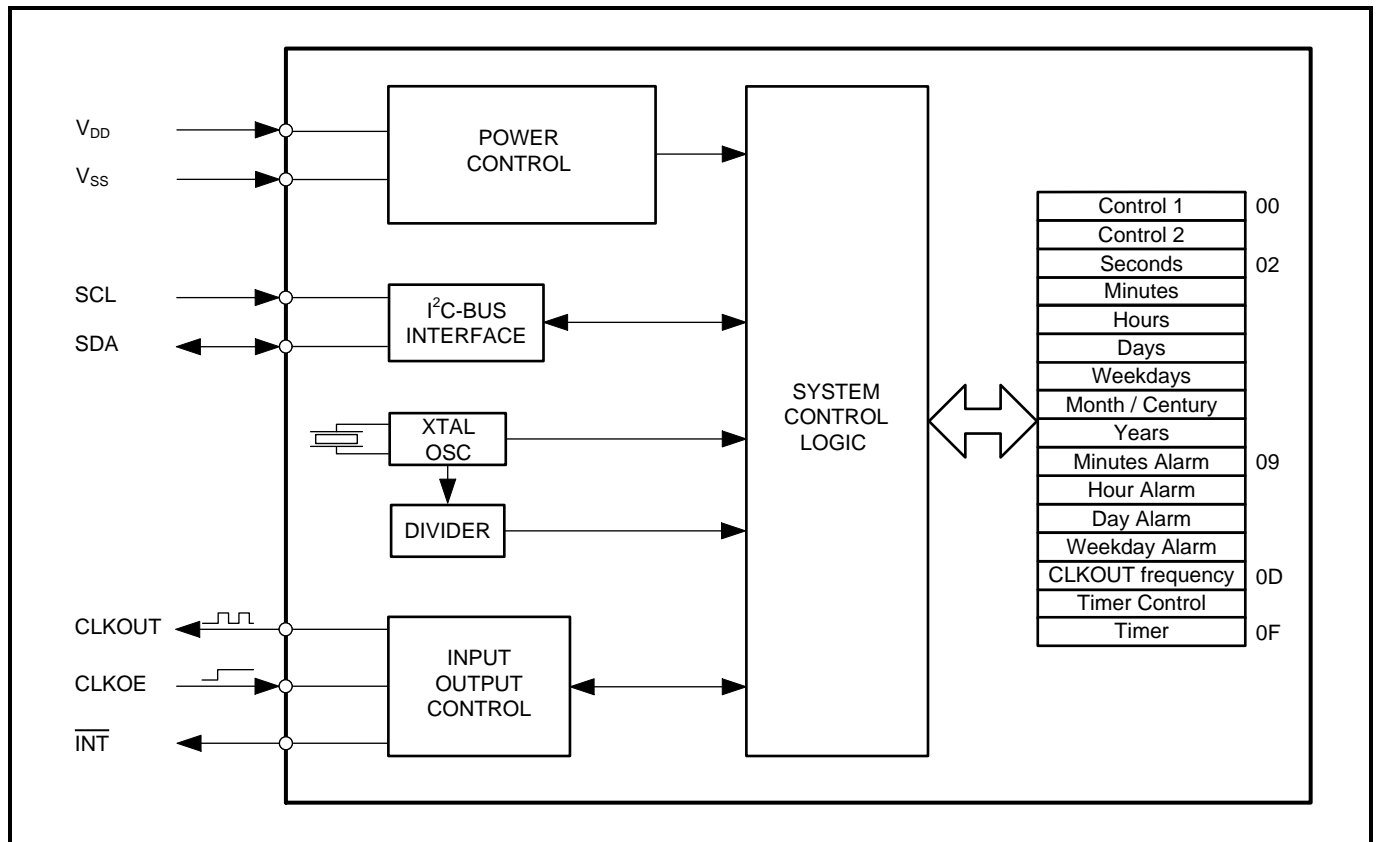 V_DD
V_SS
SCL
SDA
CLKOUT
CLKOE
INT
POWER
CONTROL
I²C-BUS
INTERFACE
XTAL
OSC
DIVIDER
INPUT
OUTPUT
CONTROL
SYSTEM
CONTROL
LOGIC
Control 1 00
Control 2
Seconds 02
Minutes
Hours
Days
Weekdays
Month / Century
Years
Minutes Alarm 09
Hour Alarm
Day Alarm
Weekday Alarm
CLKOUT frequency 0D
Timer Control
Timer 0F